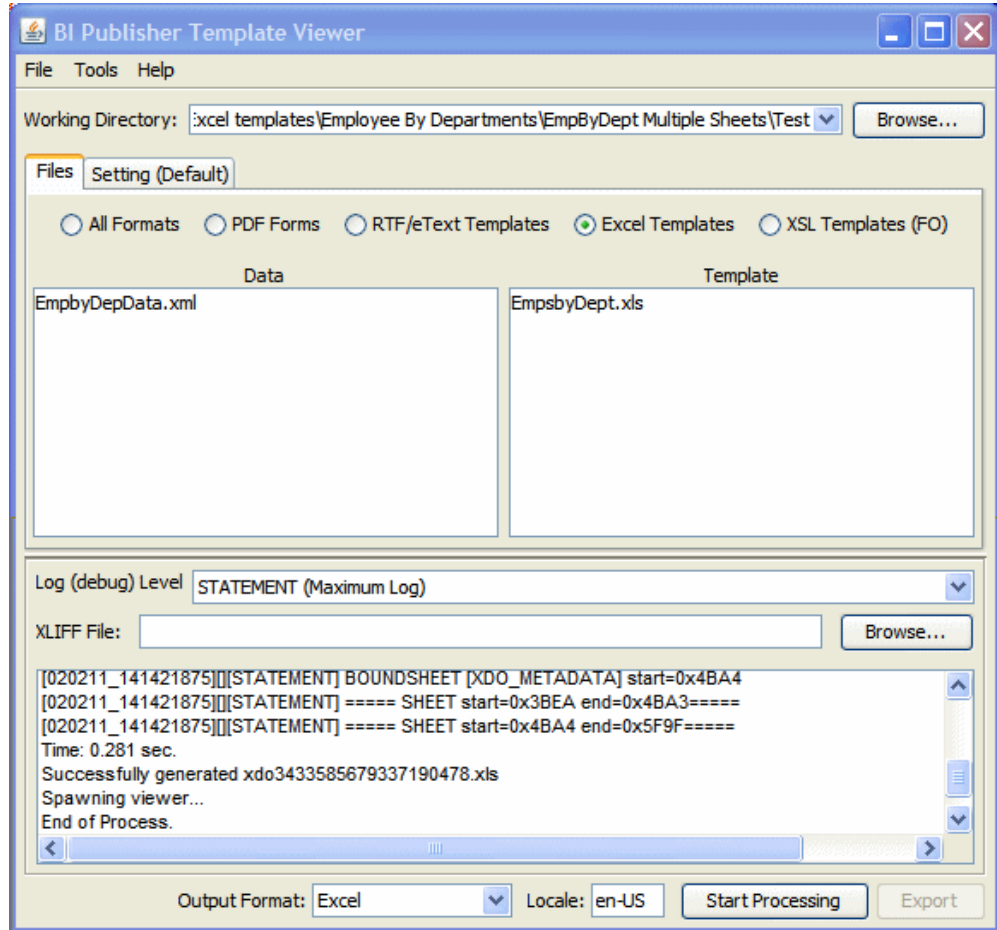 BI Publisher Template Viewer
File Tools Help
Working Directory: Excel templates\Employee By Departments\EmpByDept Multiple Sheets\Test Browse...
Files Setting (Default)
All Formats PDF Forms RTF/eText Templates Excel Templates XSL Templates (FO)
Data Template
EmpbyDepData.xml EmpsbyDept.xls
Log (debug) Level STATEMENT (Maximum Log)
XLIFF File: Browse...
[020211_141421875][][STATEMENT] BOUNDSHEET [XDO_METADATA] start=0x4BA4
[020211_141421875][][STATEMENT] ===== SHEET start=0x3BEA end=0x4BA3=====
[020211_141421875][][STATEMENT] ===== SHEET start=0x4BA4 end=0x5F9F=====
Time: 0.281 sec.
Successfully generated xdo3433585679337190478.xls
Spawning viewer...
End of Process.
Output Format: Excel Locale: en-US Start Processing Export